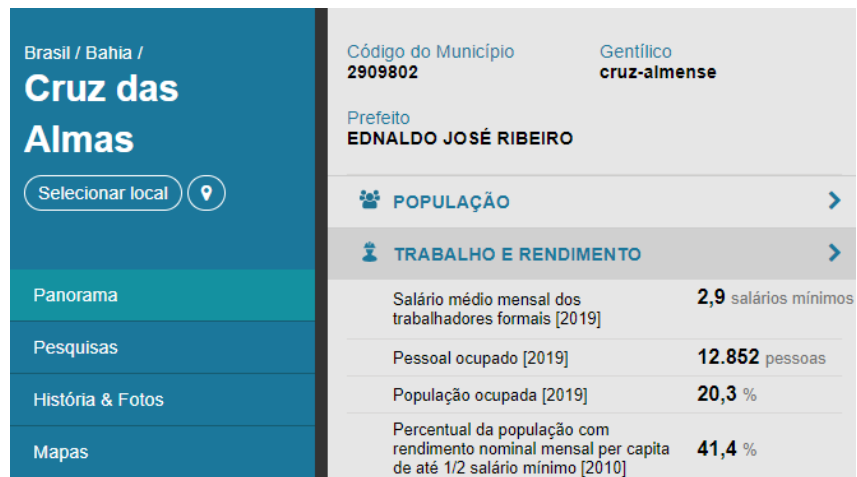 Brasil / Bahia /
Cruz das
Almas
Selecionar local
Panorama
Pesquisas
História & Fotos
Mapas
Código do Município
2909802
Gentílico
cruz-almense
Prefeito
EDNALDO JOSÉ RIBEIRO
POPULAÇÃO
TRABALHO E RENDIMENTO
Salário médio mensal dos
trabalhadores formais [2019]
2,9 salários mínimos
Pessoal ocupado [2019]
12.852 pessoas
População ocupada [2019]
20,3 %
Percentual da população com
rendimento nominal mensal per capita
de até 1/2 salário mínimo [2010]
41,4 %